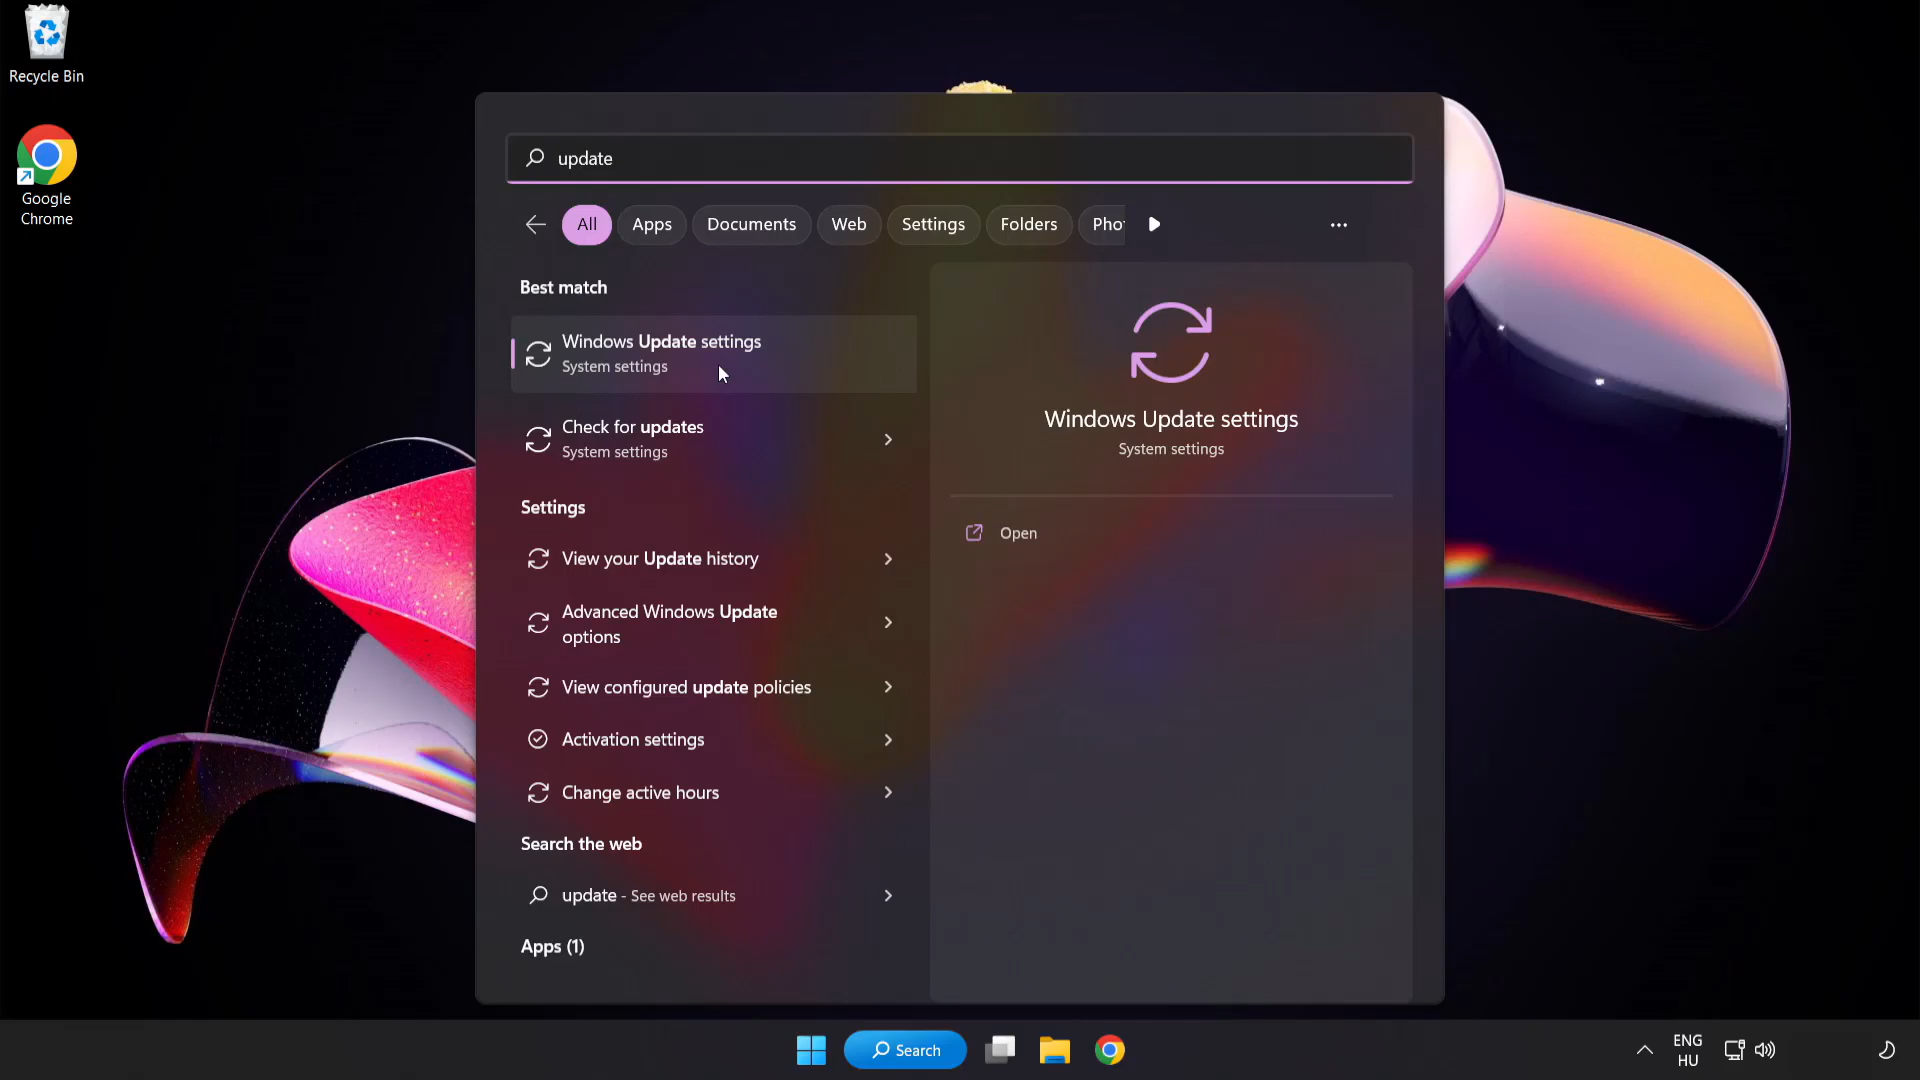 Recycle Bin
Google
Chrome
update
All
Apps
Documents
Web
Settings
Folders
Pho
Best match
Windows Update settings
System settings
Check for updates
System settings
Settings
View your Update history
Advanced Windows Update
options
View configured update policies
Activation settings
Change active hours
Search the web
update - See web results
Apps (1)
Windows Update settings
System settings
Open
Search
ENG
HU